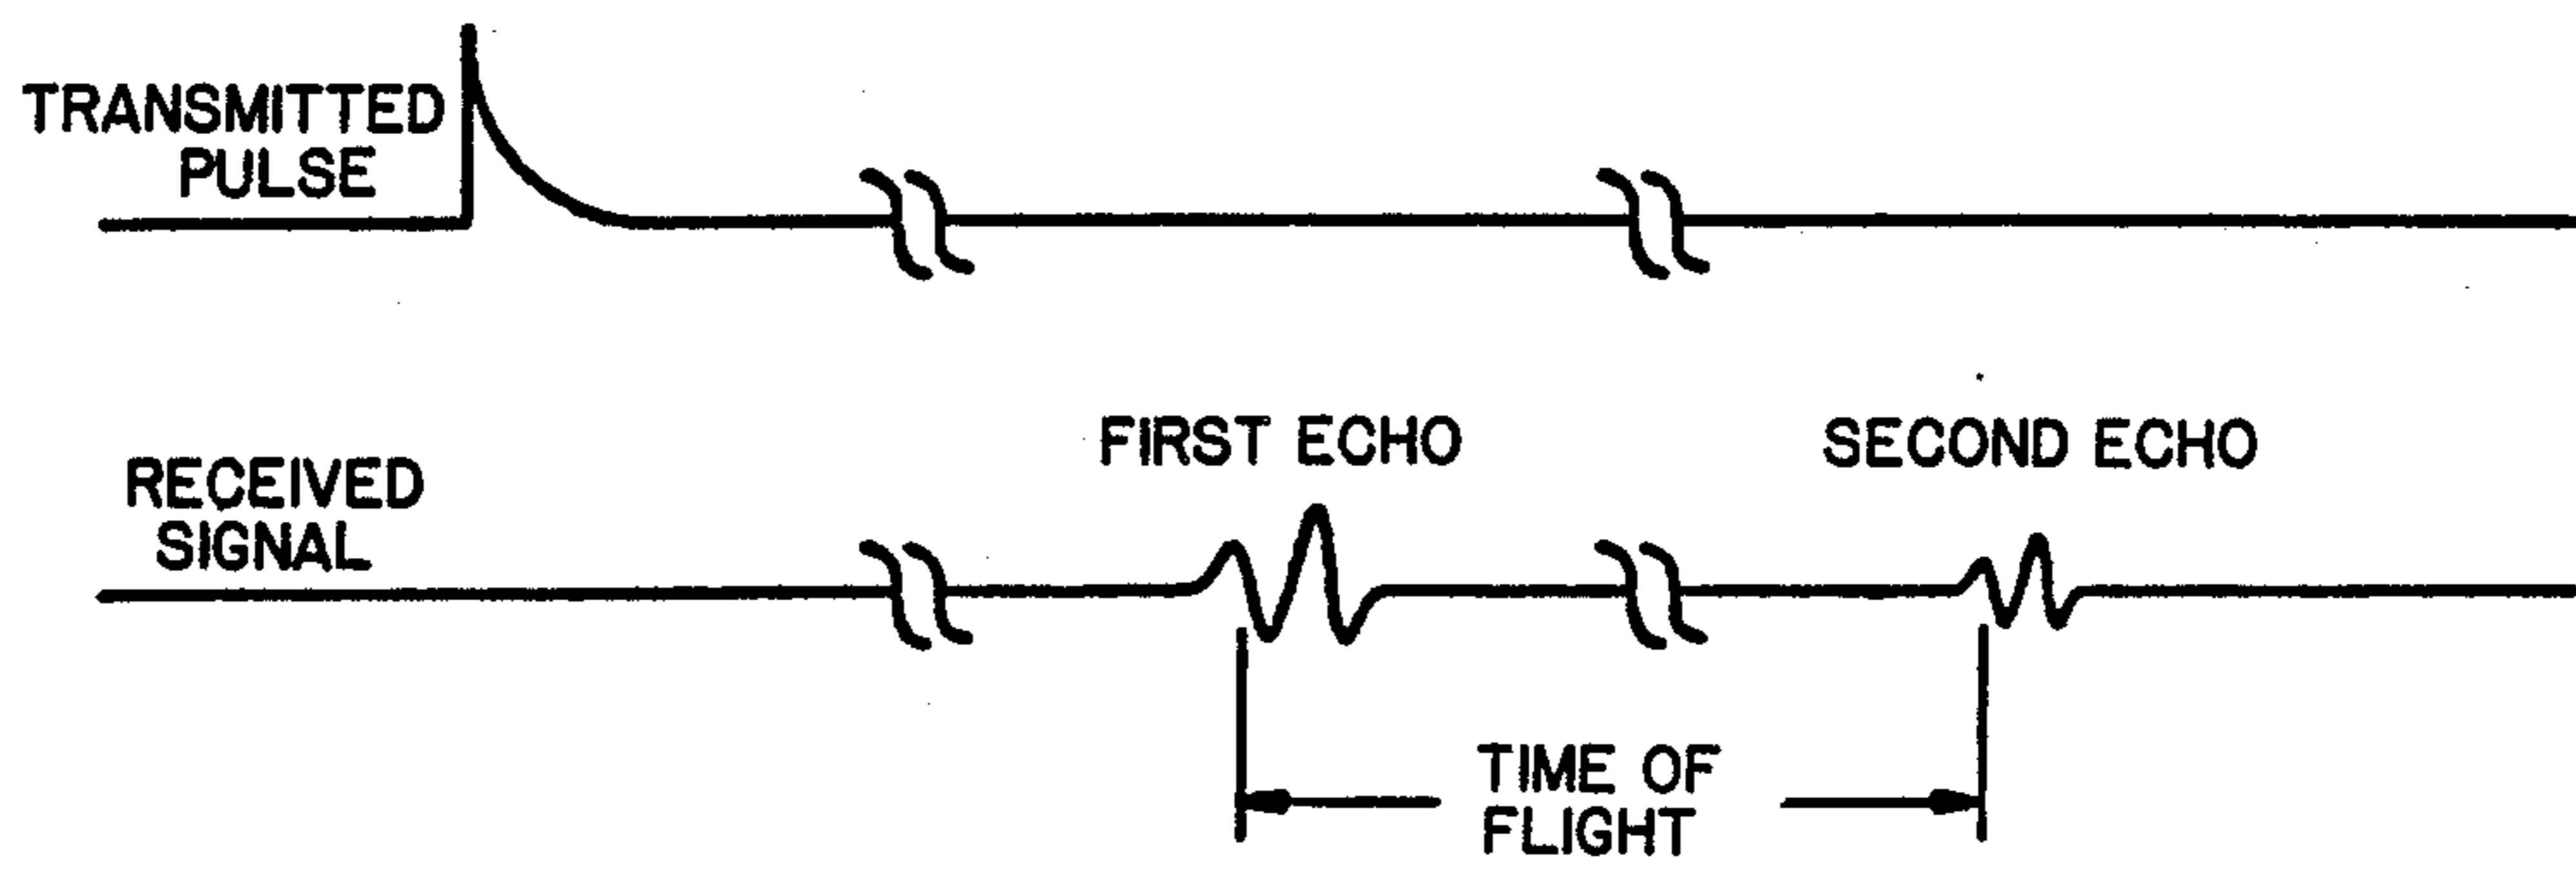 TRANSMITTED
PULSE
FIRST ECHO
SECOND ECHO
RECEIVED
SIGNAL
TIME OF
FLIGHT